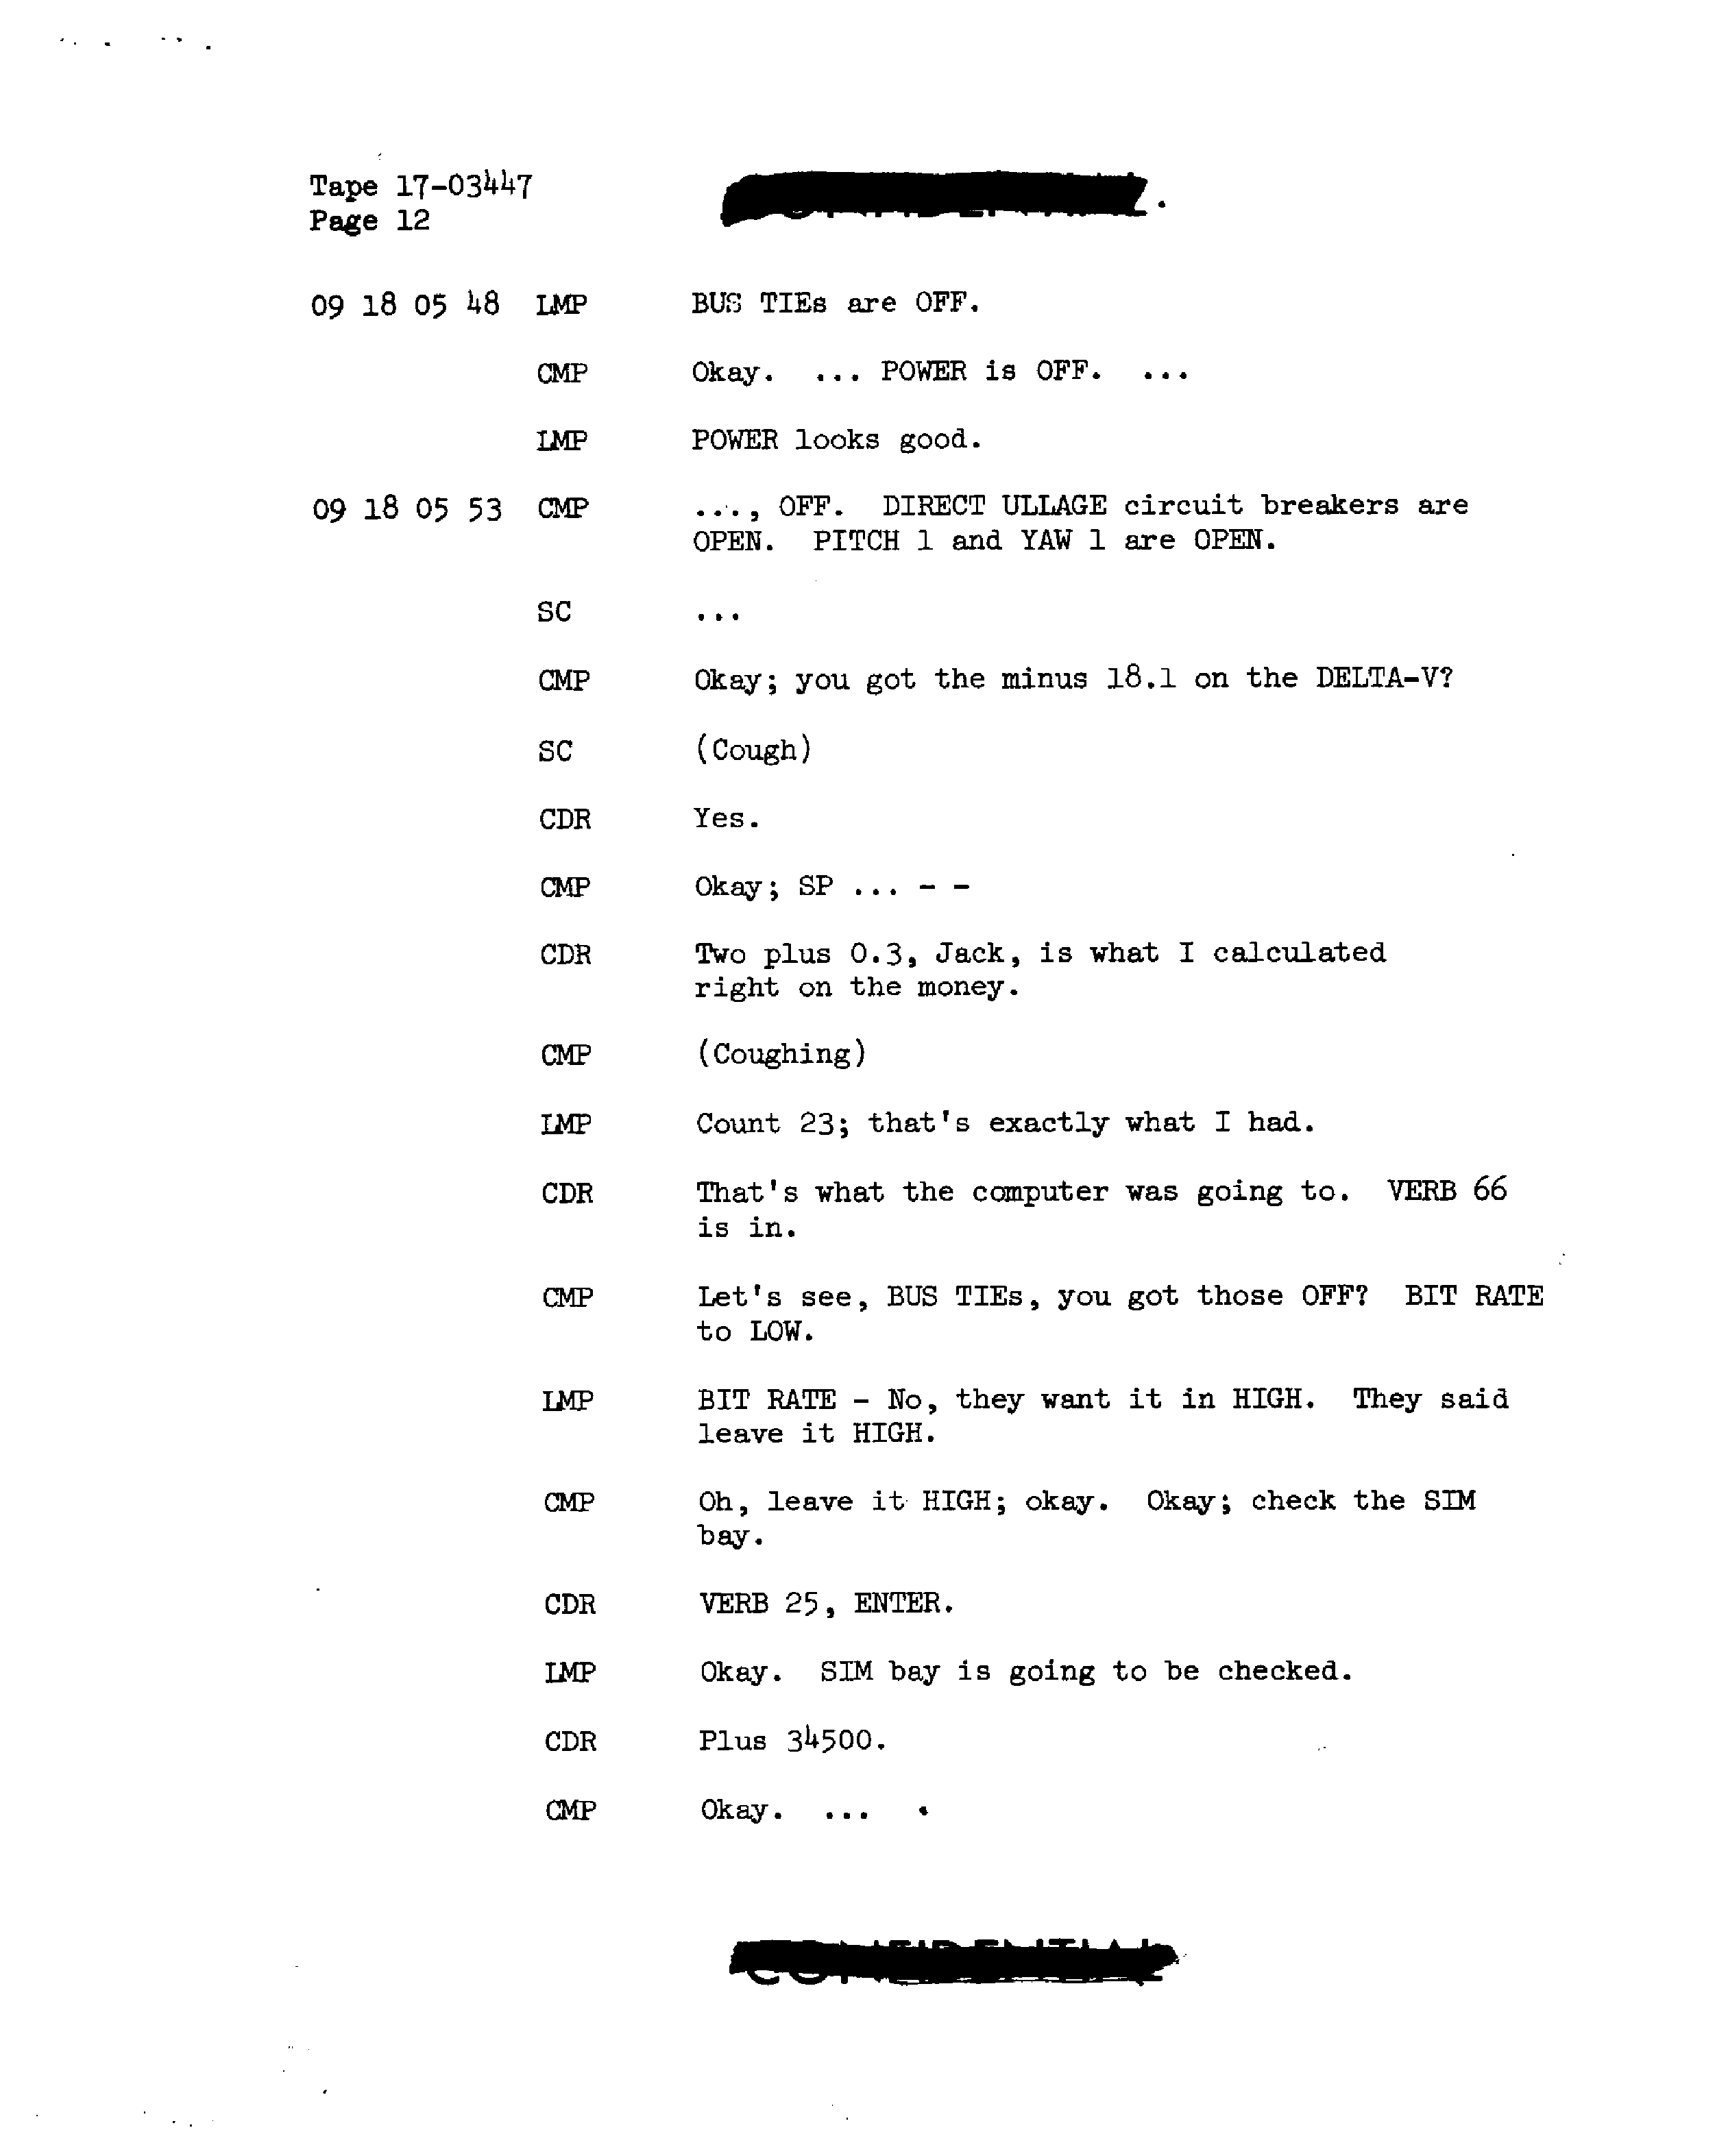 Tape 17-03447
Page 12
09 18 05 48 LMP BUS TIEs are OFF.
CMP Okay. ... POWER is OFF. ...
LMP POWER looks good.
09 18 05 53 CMP ..., OFF. DIRECT ULLAGE circuit breakers are
OPEN. PITCH 1 and YAW 1 are OPEN.
SC ...
CMP Okay; you got the minus 18.1 on the DELTA-V?
SC (Cough)
CDR Yes.
CMP Okay; SP ... - -
CDR Two plus 0.3, Jack, is what I calculated
right on the money.
CMP (Coughing)
LMP Count 23; that's exactly what I had.
CDR That's what the computer was going to. VERB 66
is in.
CMP Let's see, BUS TIEs, you got those OFF? BIT RATE
to LOW.
LMP BIT RATE - No, they want it in HIGH. They said
leave it HIGH.
CMP Oh, leave it HIGH; okay. Okay; check the SIM
bay.
CDR VERB 25, ENTER.
LMP Okay. SIM bay is going to be checked.
CDR Plus 34500.
CMP Okay. ... .
CONFIDENTIAL